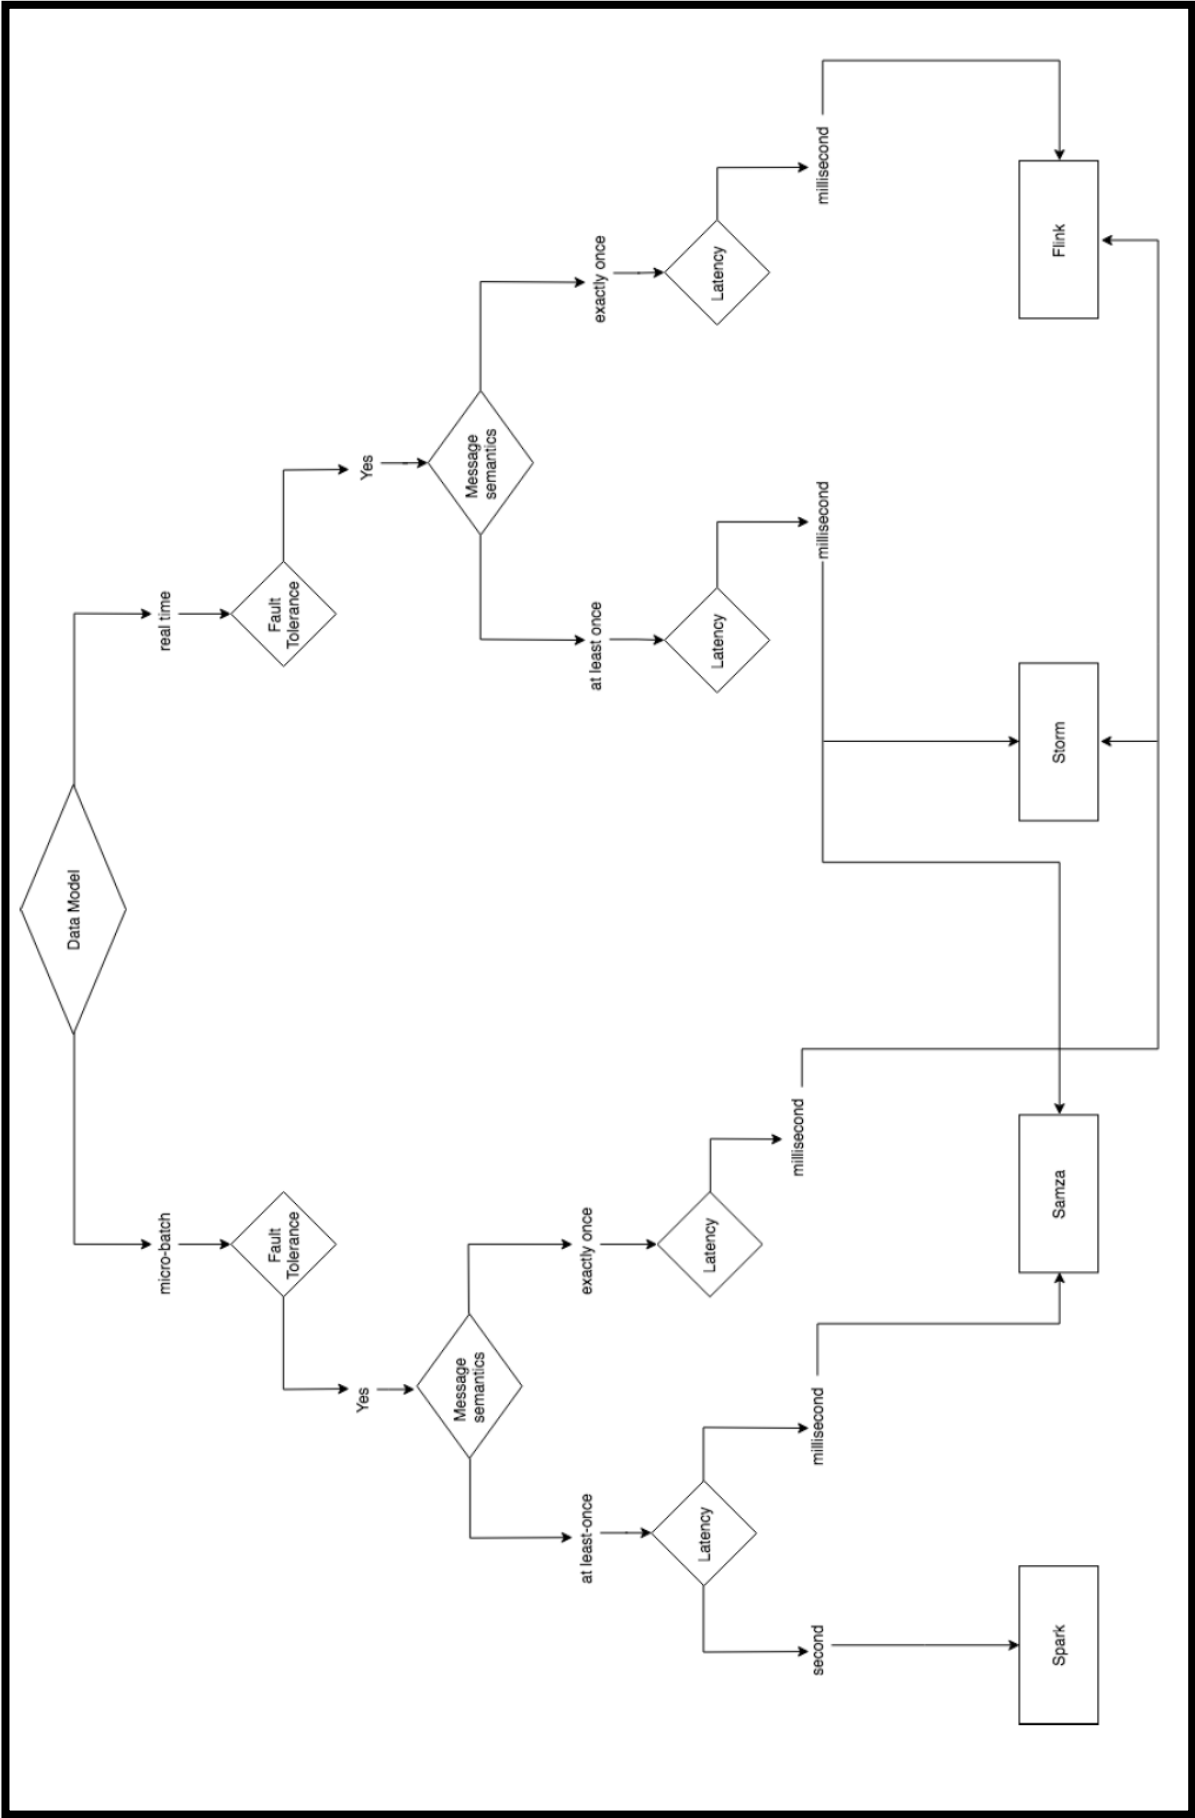 Data Model
micro-batch
real time
Fault
Tolerance
Fault
Tolerance
Yes
Yes
Message
semantics
Message
semantics
at least-once
exactly once
at least once
exactly once
Latency
Latency
Latency
Latency
second
millisecond
millisecond
millisecond
millisecond
Spark
Samza
Storm
Flink